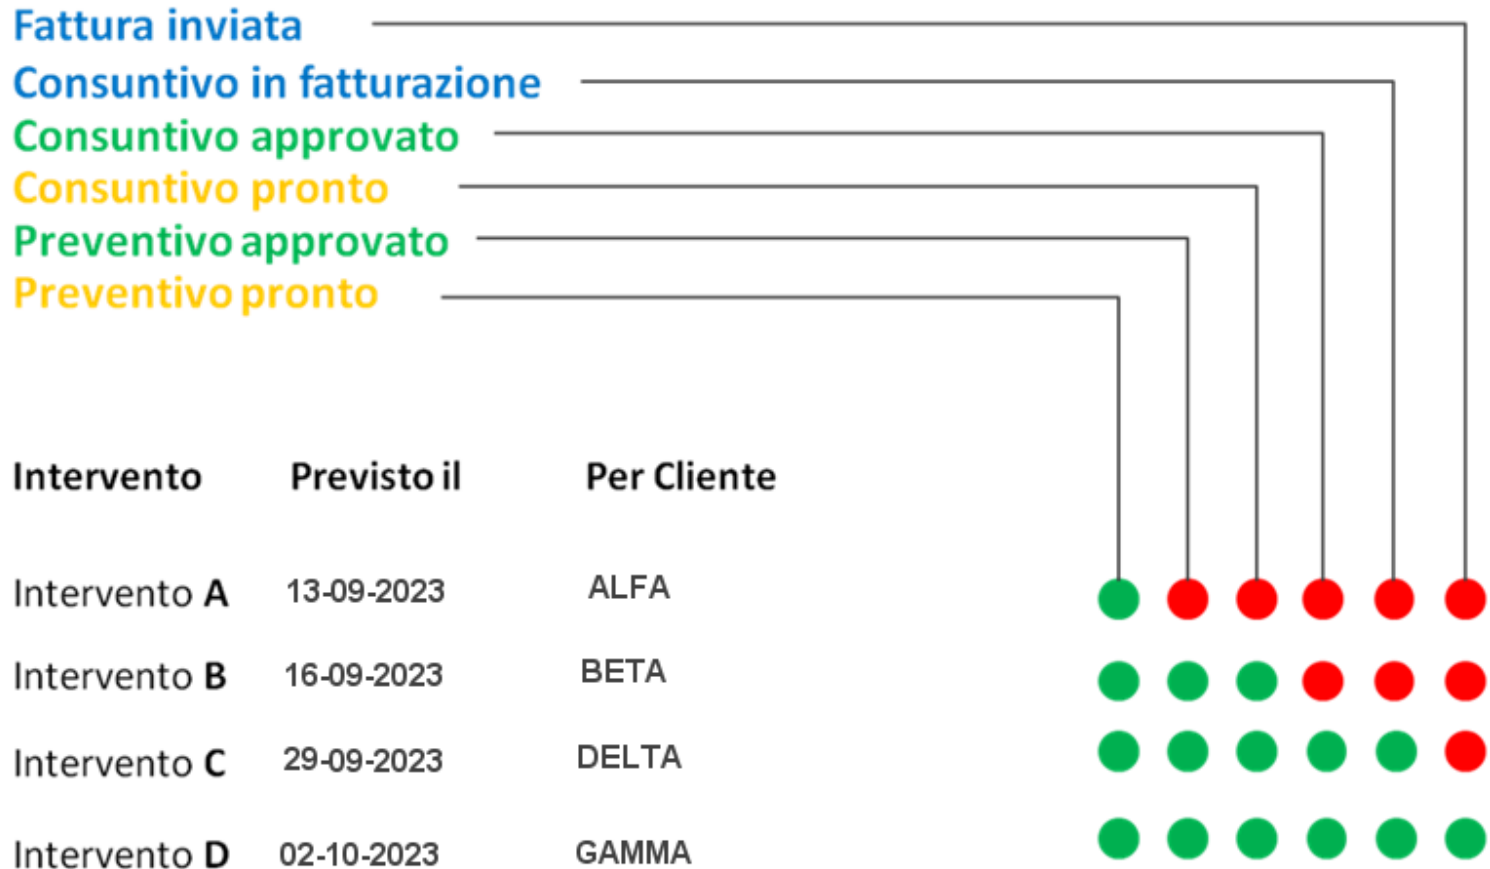 Fattura inviata
Consuntivo in fatturazione
Consuntivo approvato
Consuntivo pronto
Preventivo approvato
Preventivo pronto
Intervento Previsto il Per Cliente
Intervento A 13-09-2023 ALFA
Intervento B 16-09-2023 BETA
Intervento C 29-09-2023 DELTA
Intervento D 02-10-2023 GAMMA